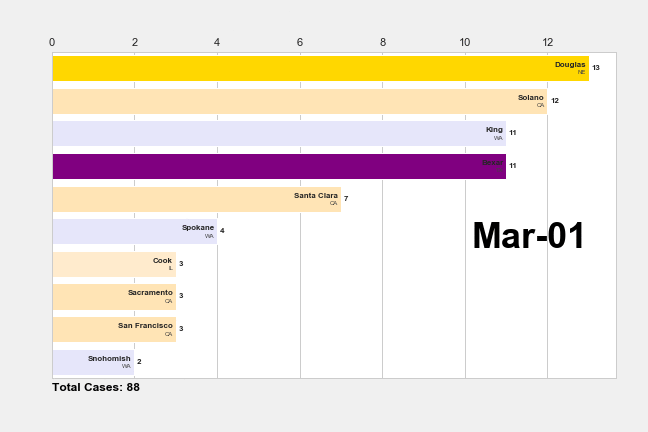 0 2 4 6 8 10 12
Douglas 13
NE
Solano 12
CA
King 11
WA
11
Santa Clara 7
CA
Spokane 4
WA
Mar-01
Cook 3
IL
Sacramento 3
CA
San Francisco 3
CA
Snohomish 2
WA
Total Cases: 88